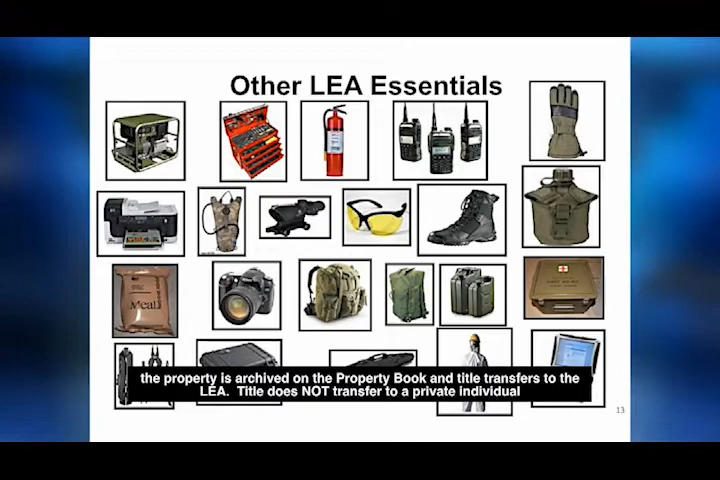 Other LEA Essentials
Meal
the property is archived on the Property Book and title transfers to the
LEA.  Title does NOT transfer to a private individual
13